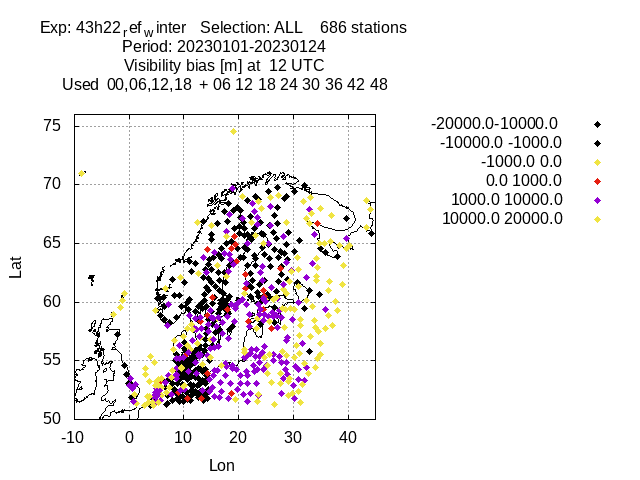 Exp: 43h22refwinter   Selection: ALL    686 stations
Period: 20230101-20230124
Visibility bias [m] at  12 UTC
Used  00,06,12,18  + 06 12 18 24 30 36 42 48
-20000.0-10000.0
-10000.0 -1000.0
-1000.0 0.0
0.0 1000.0
1000.0 10000.0
10000.0 20000.0
75
70
65
60
55
50
Lat
-10 0 10 20 30 40
Lon